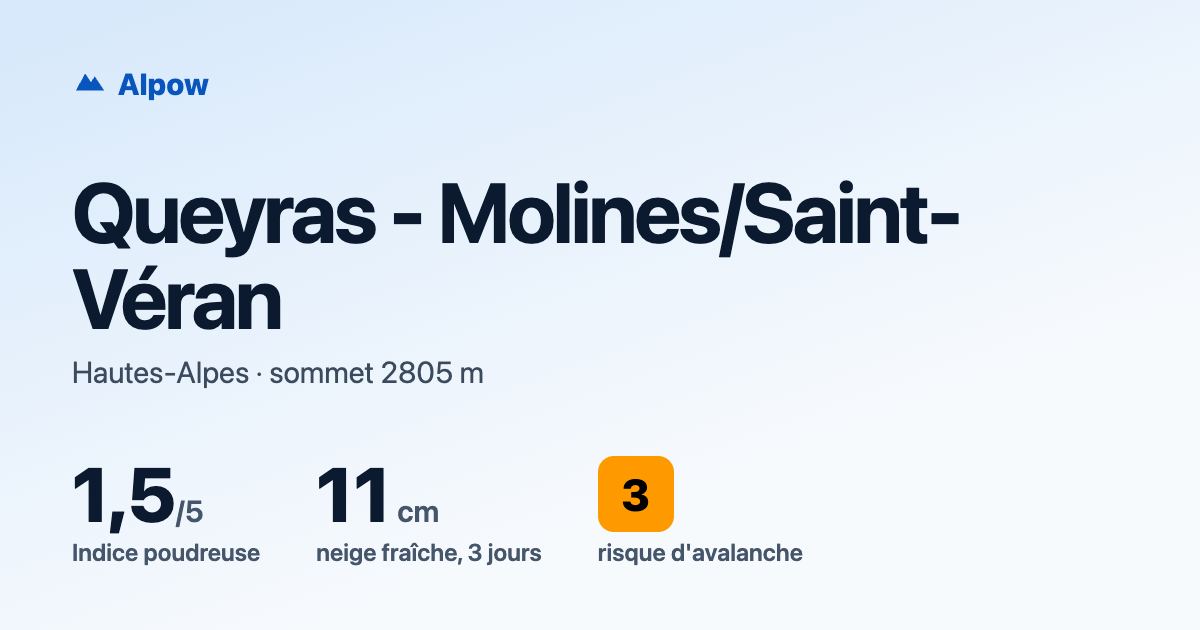 Alpow
Queyras - Molines/Saint-
Véran
Hautes-Alpes · sommet 2805 m
1,5/5
Indice poudreuse
11 cm
neige fraîche, 3 jours
3
risque d'avalanche